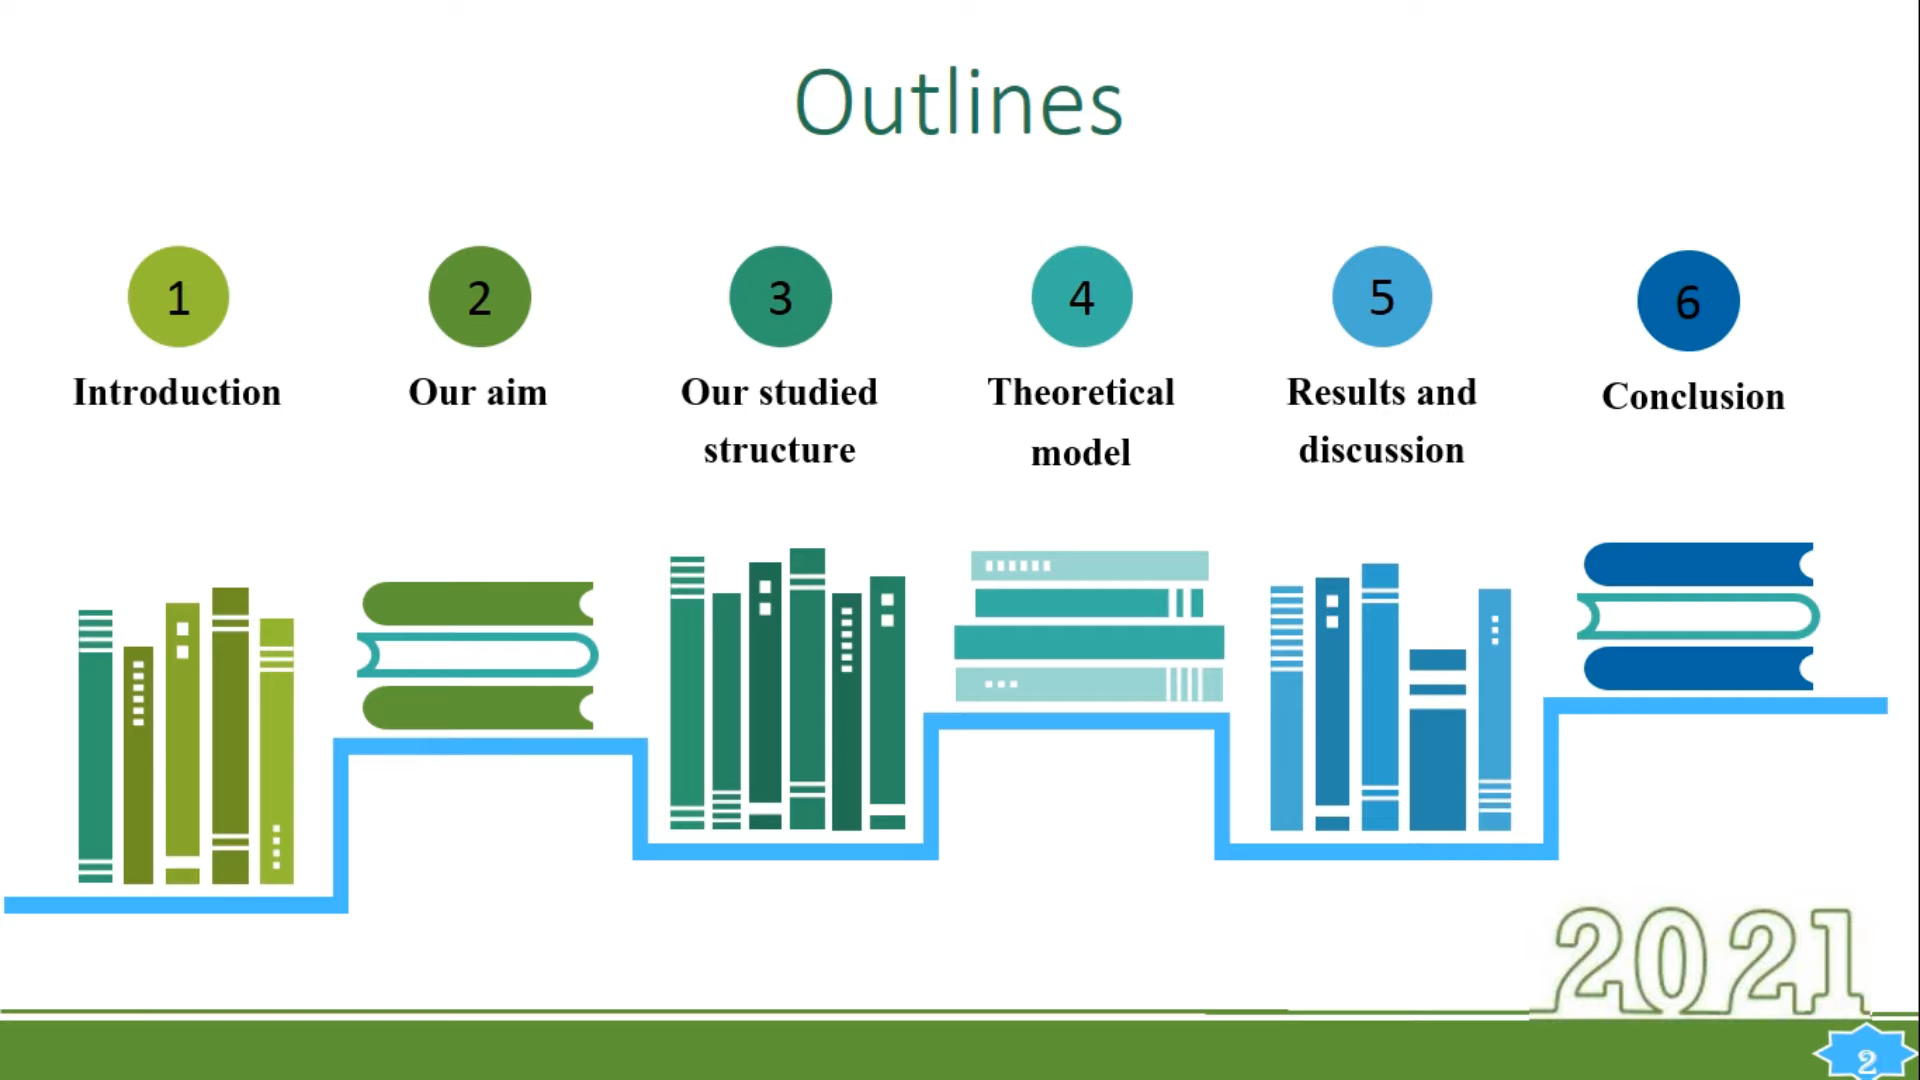 Outlines
1
2
3
4
5
6
Introduction
Our aim
Our studied
structure
Theoretical
model
Results and
discussion
Conclusion
2021
2